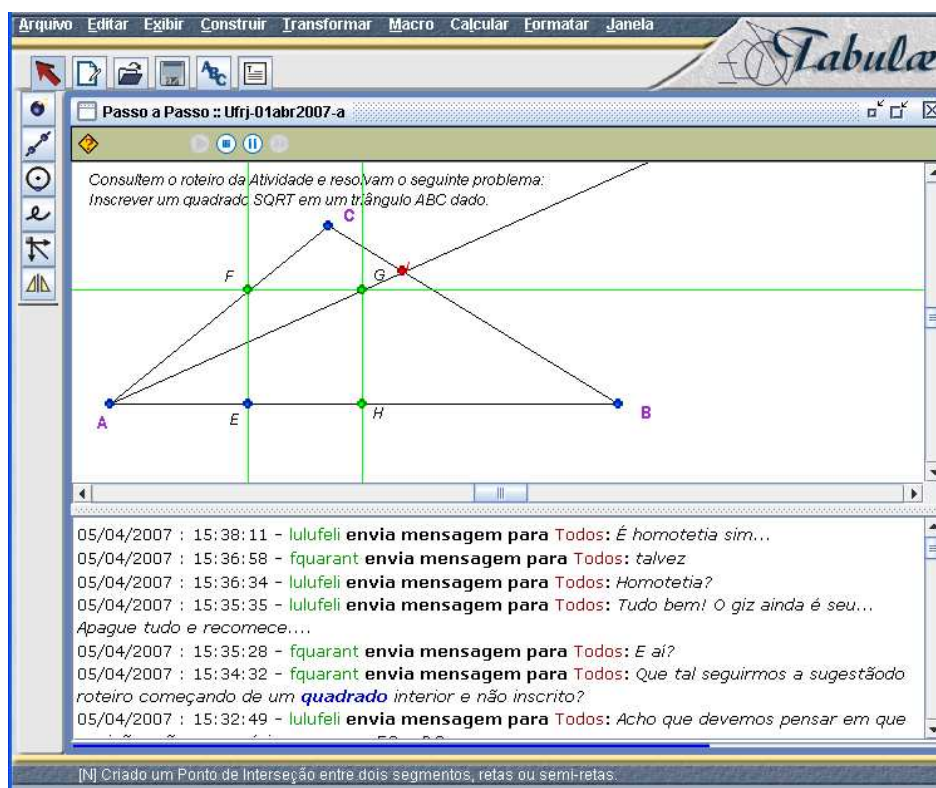 Arquivo Editar Exibir Construir Transformar Macro Calcular Formatar Janela
Tabulæ
ABC
Passo a Passo :: Ufrj-01abr2007-a
Consultem o roteiro da Atividade e resolvam o seguinte problema:
Inscrever um quadrado SQRT em um triângulo ABC dado.
C
F
G
A
E
H
B
05/04/2007 : 15:38:11 - lulufeli envia mensagem para Todos: É homotetia sim...
05/04/2007 : 15:36:58 - fquarant envia mensagem para Todos: talvez
05/04/2007 : 15:36:34 - lulufeli envia mensagem para Todos: Homotetia?
05/04/2007 : 15:35:35 - lulufeli envia mensagem para Todos: Tudo bem! O giz ainda é seu...
Apague tudo e recomece....
05/04/2007 : 15:35:28 - fquarant envia mensagem para Todos: E aí?
05/04/2007 : 15:34:32 - fquarant envia mensagem para Todos: Que tal seguirmos a sugestãodo
roteiro começando de um quadrado interior e não inscrito?
05/04/2007 : 15:32:49 - lulufeli envia mensagem para Todos: Acho que devemos pensar em que
[N] Criado um Ponto de Interseção entre dois segmentos, retas ou semi-retas.